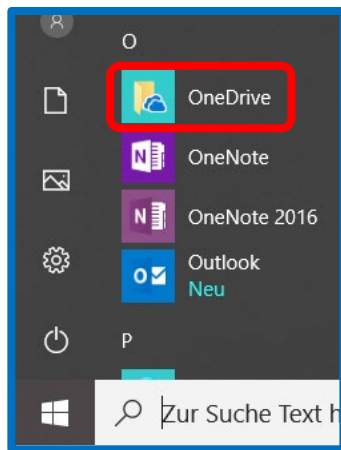 O
OneDrive
OneNote
OneNote 2016
Outlook
Neu
P
Zur Suche Text h